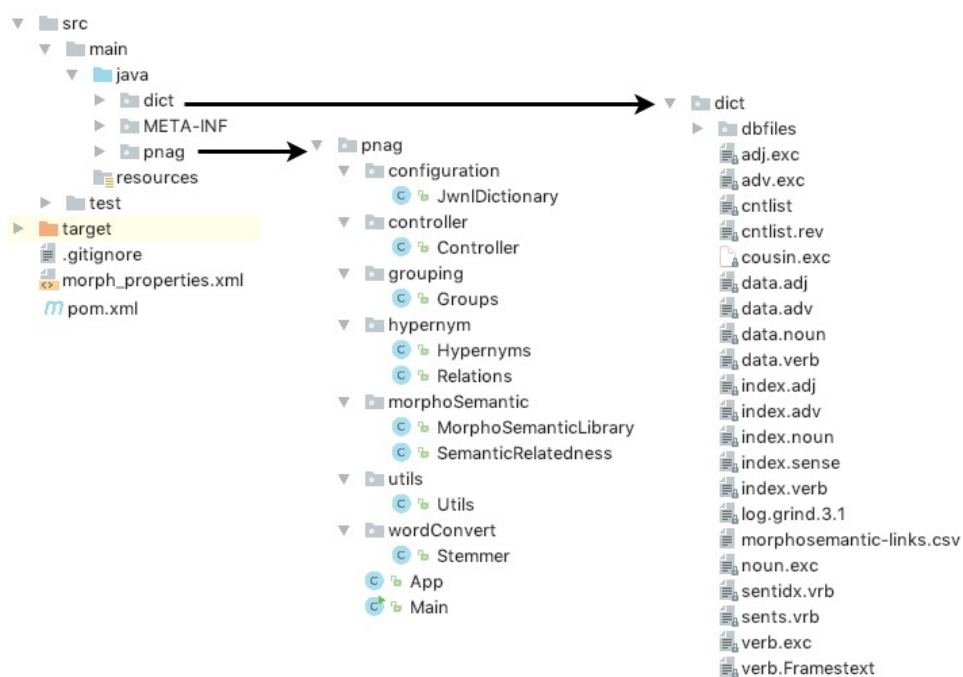 src
main
java
dict
META-INF
pnag
resources
test
target
.gitignore
morph_properties.xml
pom.xml
pnag
configuration
JwnlDictionary
controller
Controller
grouping
Groups
hypernym
Hypernyms
Relations
morphoSemantic
MorphoSemanticLibrary
SemanticRelatedness
utils
Utils
wordConvert
Stemmer
App
Main
dict
dbfiles
adj.exc
adv.exc
cntlist
cntlist.rev
cousin.exc
data.adj
data.adv
data.noun
data.verb
index.adj
index.adv
index.noun
index.sense
index.verb
log.grind.3.1
morphosemantic-links.csv
noun.exc
sentidx.vrb
sents.vrb
verb.exc
verb.Framestext